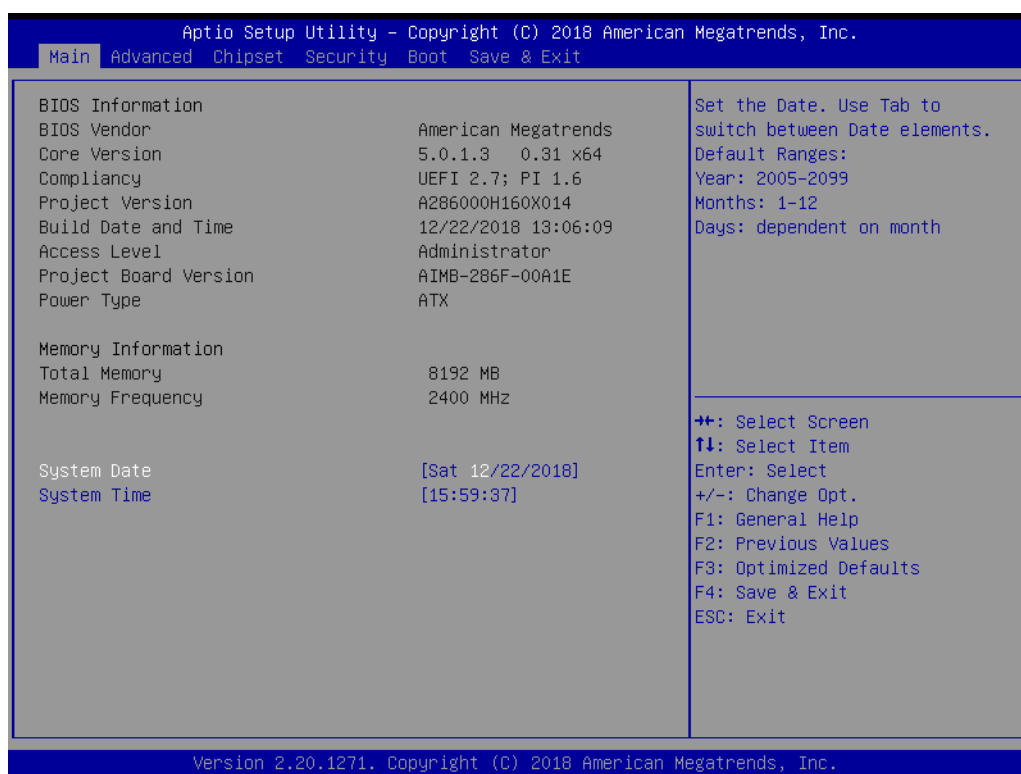 Aptio Setup Utility – Copyright (C) 2018 American Megatrends, Inc.
Main Advanced Chipset Security Boot Save & Exit
BIOS Information
BIOS Vendor American Megatrends
Core Version 5.0.1.3 0.31 x64
Compliancy UEFI 2.7; PI 1.6
Project Version A286000H160X014
Build Date and Time 12/22/2018 13:06:09
Access Level Administrator
Project Board Version AIMB-286F-00A1E
Power Type ATX
Memory Information
Total Memory 8192 MB
Memory Frequency 2400 MHz
System Date [Sat 12/22/2018]
System Time [15:59:37]
Set the Date. Use Tab to
switch between Date elements.
Default Ranges:
Year: 2005-2099
Months: 1-12
Days: dependent on month
→←: Select Screen
↑↓: Select Item
Enter: Select
+/-: Change Opt.
F1: General Help
F2: Previous Values
F3: Optimized Defaults
F4: Save & Exit
ESC: Exit
Version 2.20.1271. Copyright (C) 2018 American Megatrends, Inc.